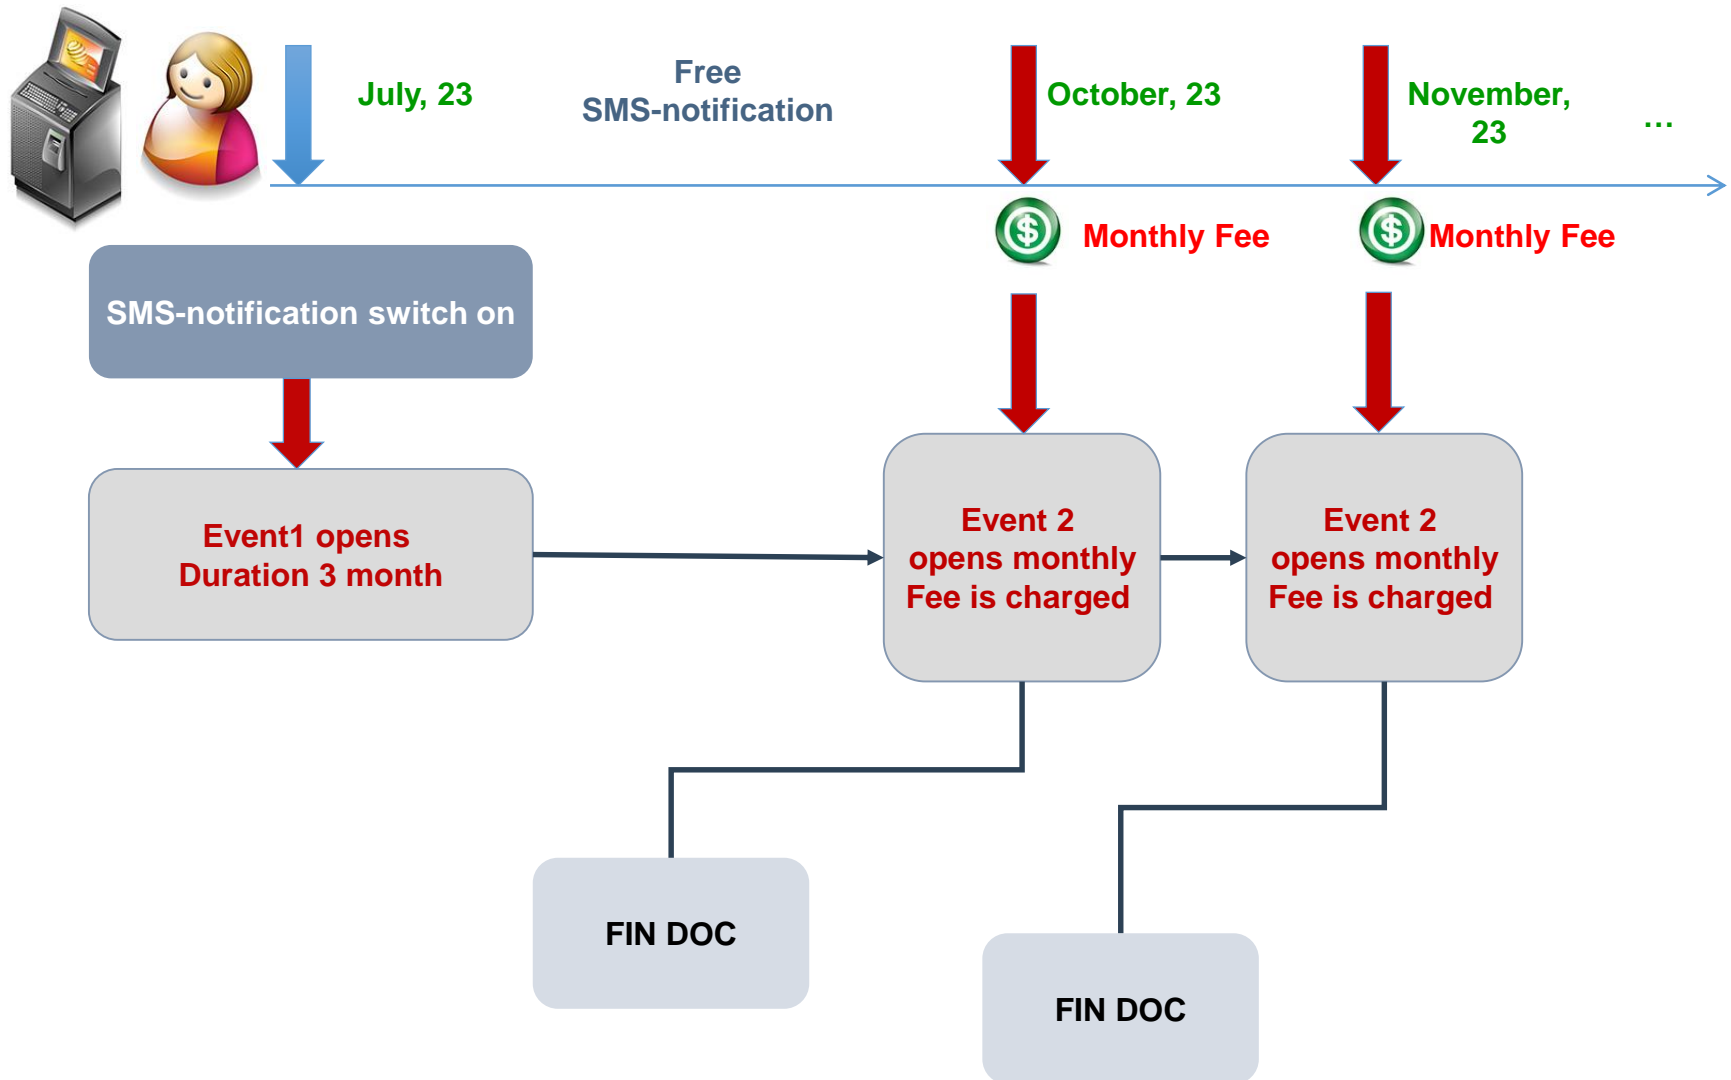 July, 23
Free
SMS-notification
October, 23
November,
23
…
Monthly Fee
Monthly Fee
SMS-notification switch on
Event1 opens
Duration 3 month
Event 2
opens monthly
Fee is charged
Event 2
opens monthly
Fee is charged
FIN DOC
FIN DOC